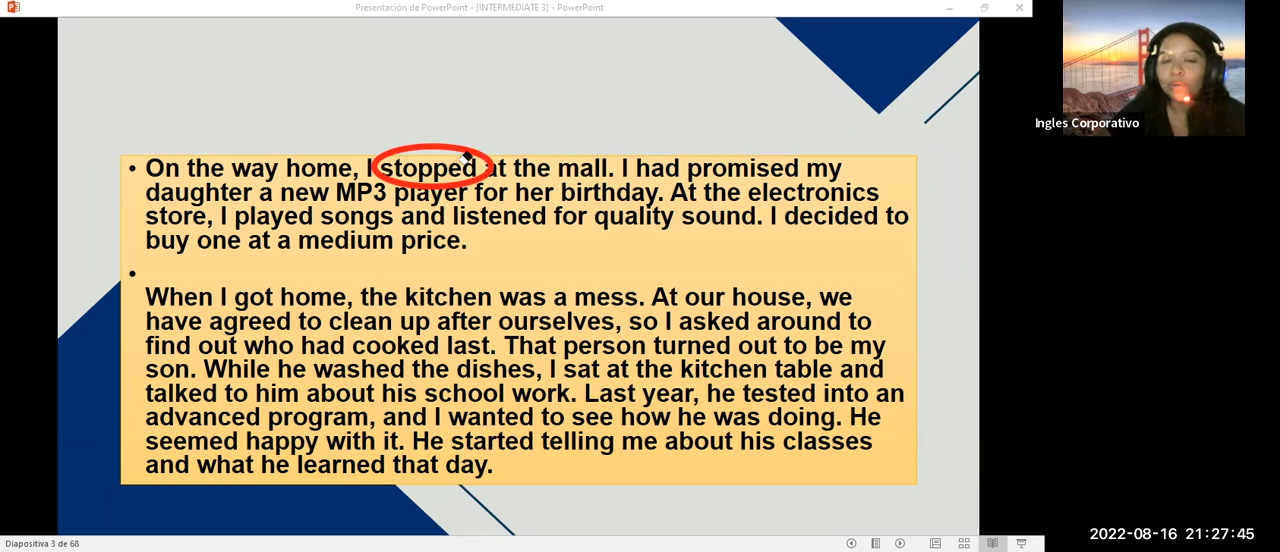 Presentación de PowerPoint - [INTERMEDIATE 3] - PowerPoint
Ingles Corporativo
• On the way home, I stopped at the mall. I had promised my
daughter a new MP3 player for her birthday. At the electronics
store, I played songs and listened for quality sound. I decided to
buy one at a medium price.
•
When I got home, the kitchen was a mess. At our house, we
have agreed to clean up after ourselves, so I asked around to
find out who had cooked last. That person turned out to be my
son. While he washed the dishes, I sat at the kitchen table and
talked to him about his school work. Last year, he tested into an
advanced program, and I wanted to see how he was doing. He
seemed happy with it. He started telling me about his classes
and what he learned that day.
Diapositiva 3 de 68
2022-08-16 21:27:45